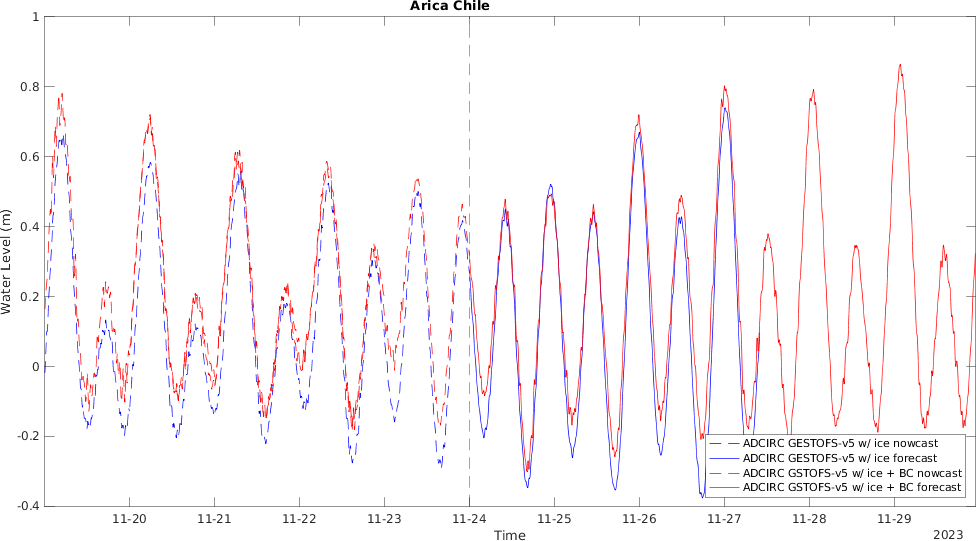 Arica Chile
1
0.8
0.6
0.4
0.2
0
-0.2
-0.4
Water Level (m)
11-20 11-21 11-22 11-23 11-24 11-25 11-26 11-27 11-28 11-29
Time
2023
ADCIRC GESTOFS-v5 w/ ice nowcast
ADCIRC GESTOFS-v5 w/ ice forecast
ADCIRC GSTOFS-v5 w/ ice + BC nowcast
ADCIRC GSTOFS-v5 w/ ice + BC forecast